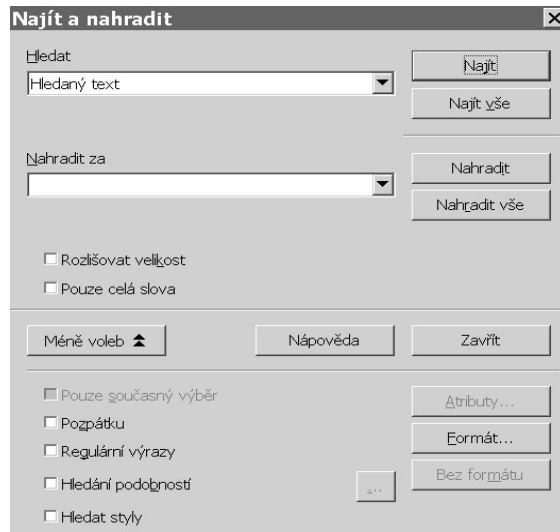 Najít a nahradit
Hledat
Najít
Hledaný text
Najít vše
Nahradit za
Nahradit
Nahradit vše
Rozlišovat velikost
Pouze celá slova
Méně voleb
Nápověda
Zavřít
Pouze současný výběr
Atributy...
Pozpátku
Formát...
Regulární výrazy
Bez formátu
Hledání podobností
...
Hledat styly